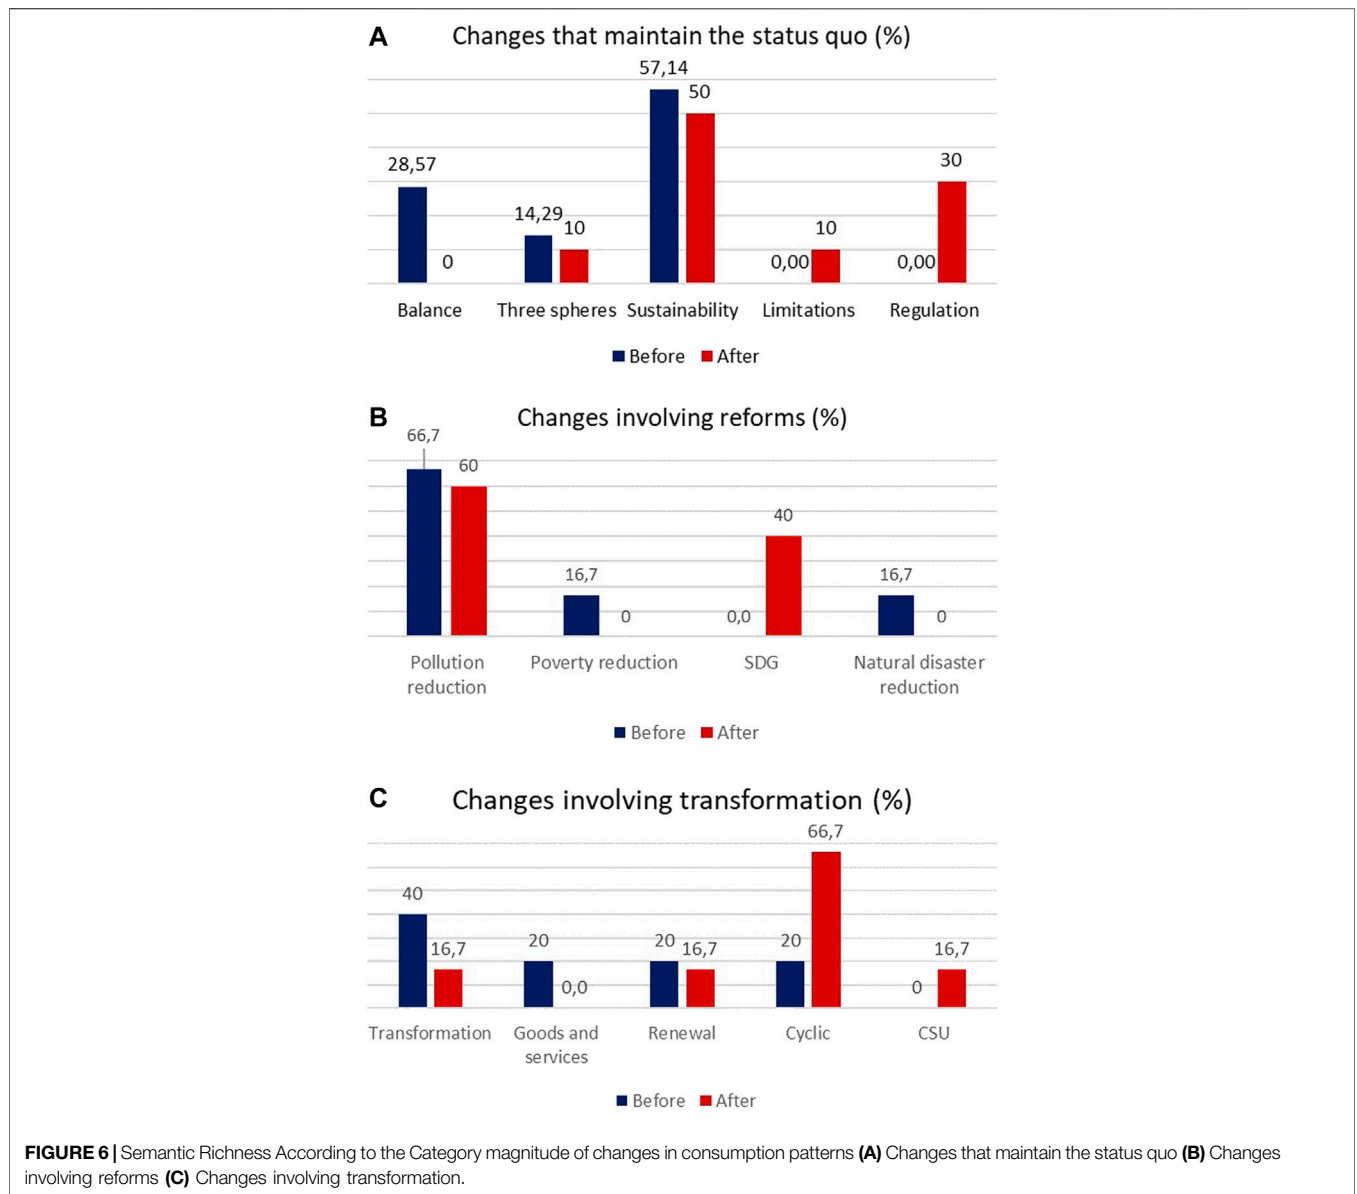 A Changes that maintain the status quo (%)
57,14
50
28,57
30
14,29
10
10
0
0,00
0,00
Balance Three spheres Sustainability Limitations Regulation
Before After
B Changes involving reforms (%)
66,7
60
40
16,7
16,7
0
0,0
0
Pollution reduction
Poverty reduction
SDG
Natural disaster reduction
Before After
C Changes involving transformation (%)
66,7
40
16,7
20
20
16,7
20
16,7
0,0
0
Transformation
Goods and services
Renewal
Cyclic
CSU
Before After
FIGURE 6 | Semantic Richness According to the Category magnitude of changes in consumption patterns (A) Changes that maintain the status quo (B) Changes
involving reforms (C) Changes involving transformation.